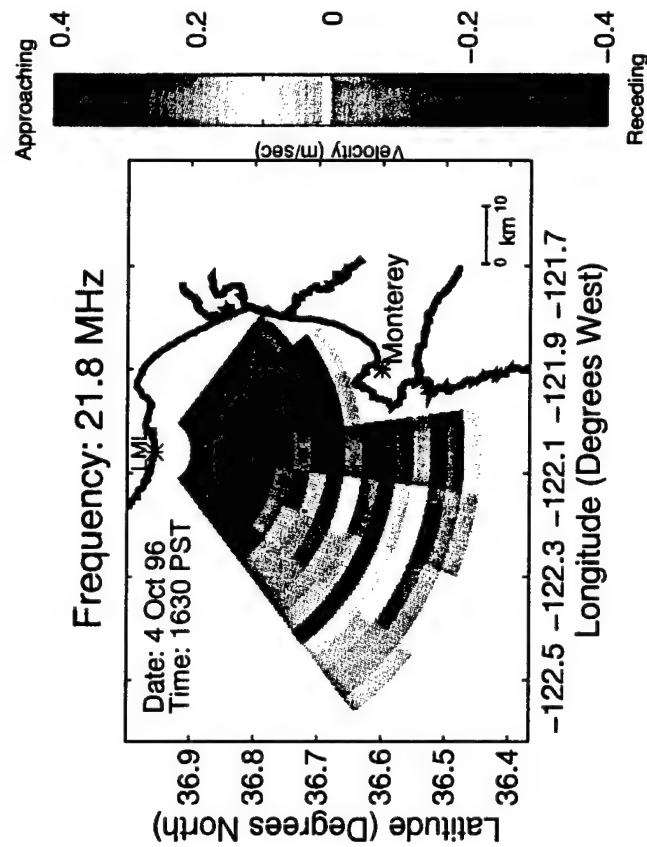 Frequency: 21.8 MHz
Date: 4 Oct 96
Time: 1630 PST
LML
Monterey
0 10
km
36.9
36.8
36.7
36.6
36.5
36.4
Latitude (Degrees North)
-122.5 -122.3 -122.1 -121.9 -121.7
Longitude (Degrees West)
Approaching
0.4
0.2
0
-0.2
-0.4
Velocity (m/sec)
Receding